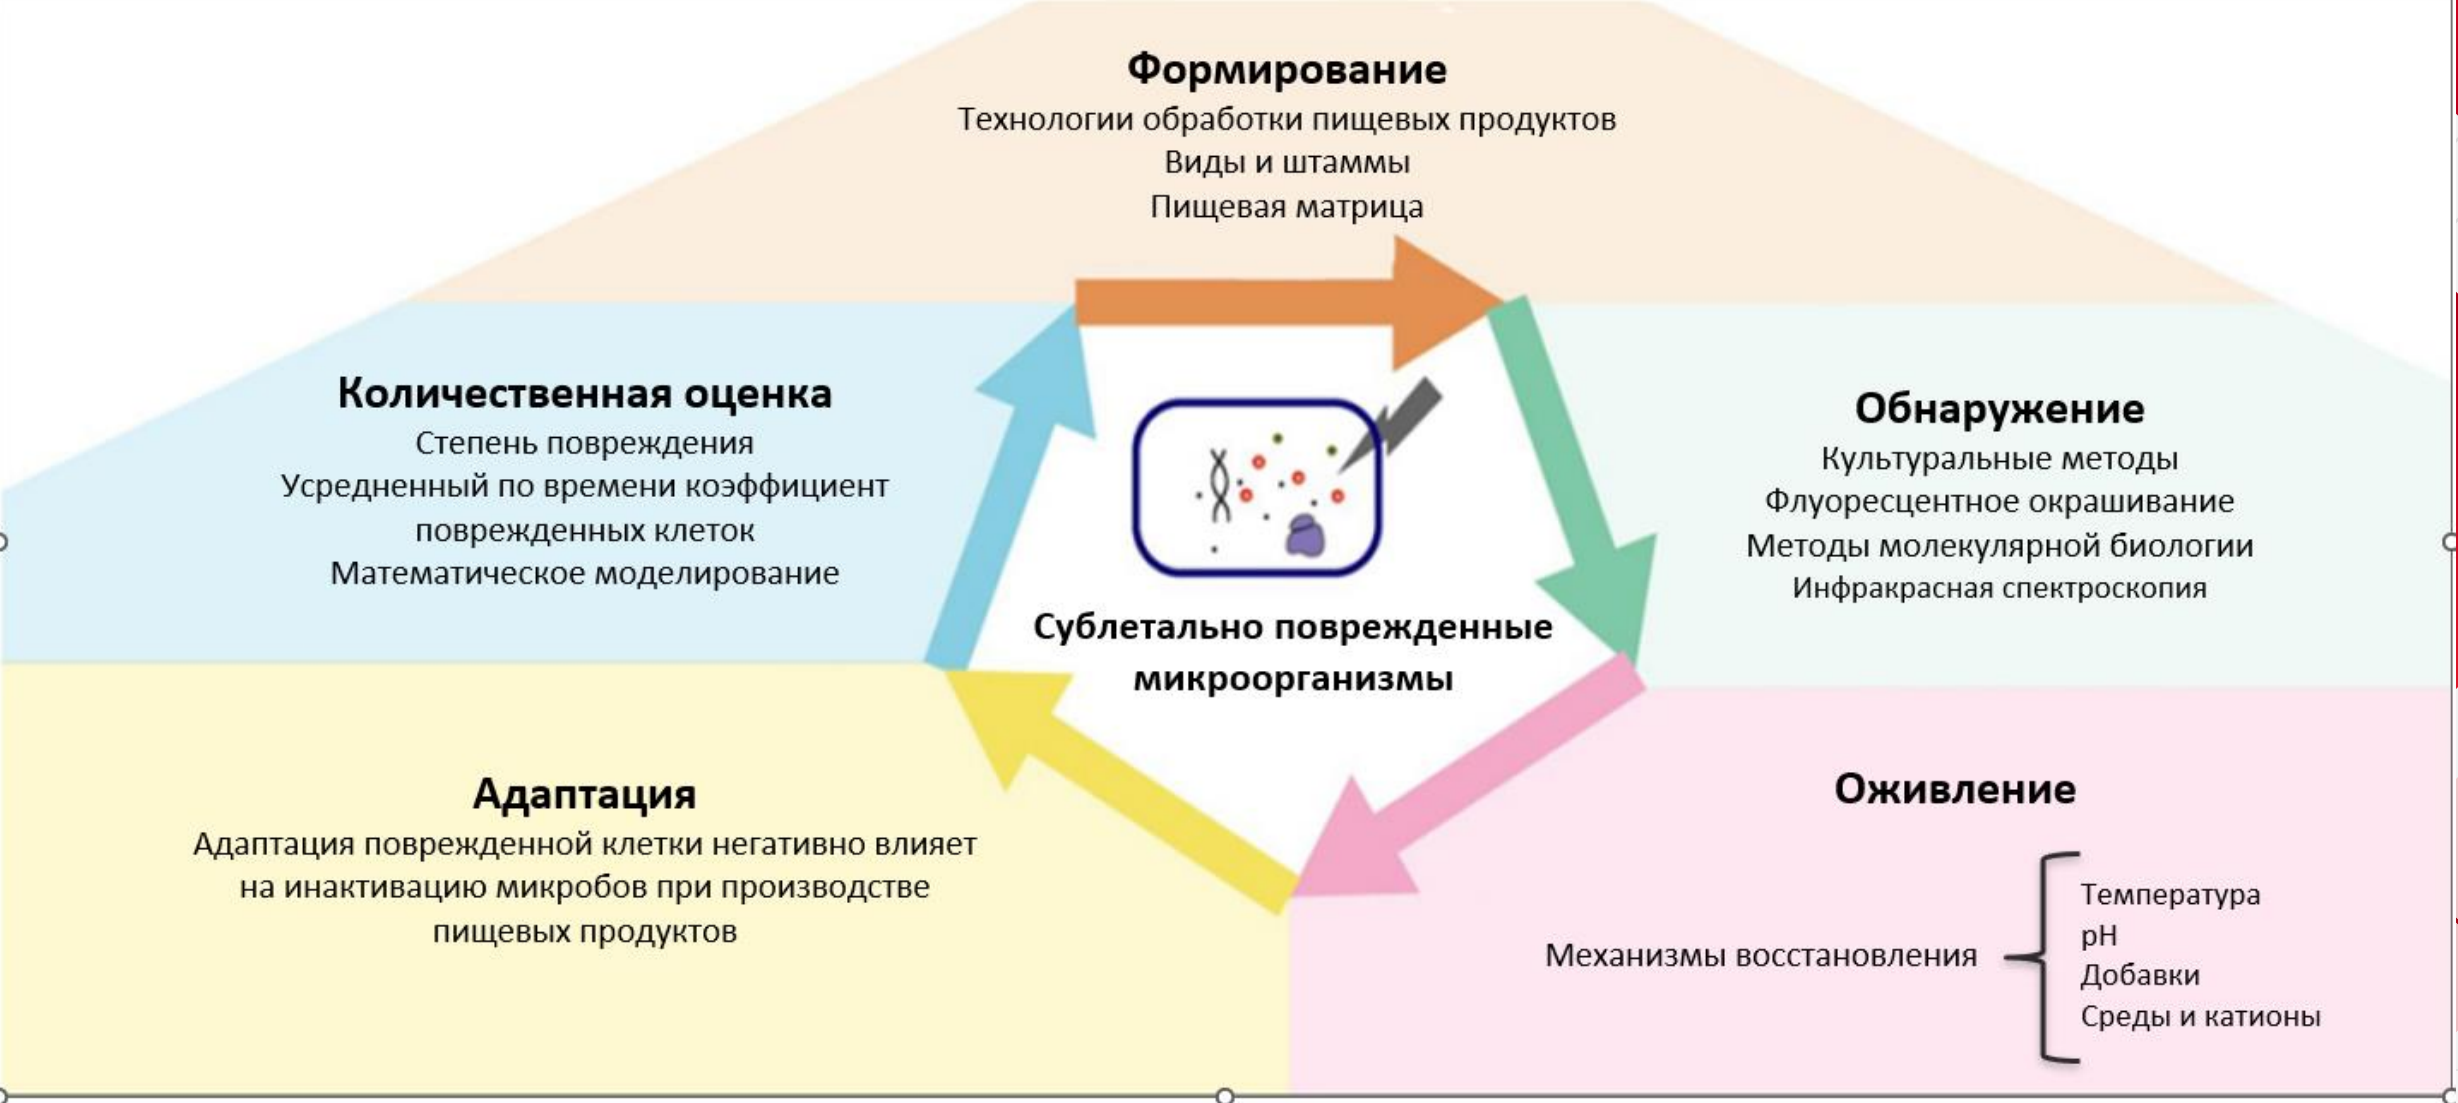 Формирование
Технологии обработки пищевых продуктов
Виды и штаммы
Пищевая матрица
Количественная оценка
Степень повреждения
Усредненный по времени коэффициент
поврежденных клеток
Математическое моделирование
Обнаружение
Культуральные методы
Флуоресцентное окрашивание
Методы молекулярной биологии
Инфракрасная спектроскопия
Сублетально поврежденные
микроорганизмы
Адаптация
Адаптация поврежденной клетки негативно влияет
на инактивацию микробов при производстве
пищевых продуктов
Оживление
Механизмы восстановления
Температура
pH
Добавки
Среды и катионы